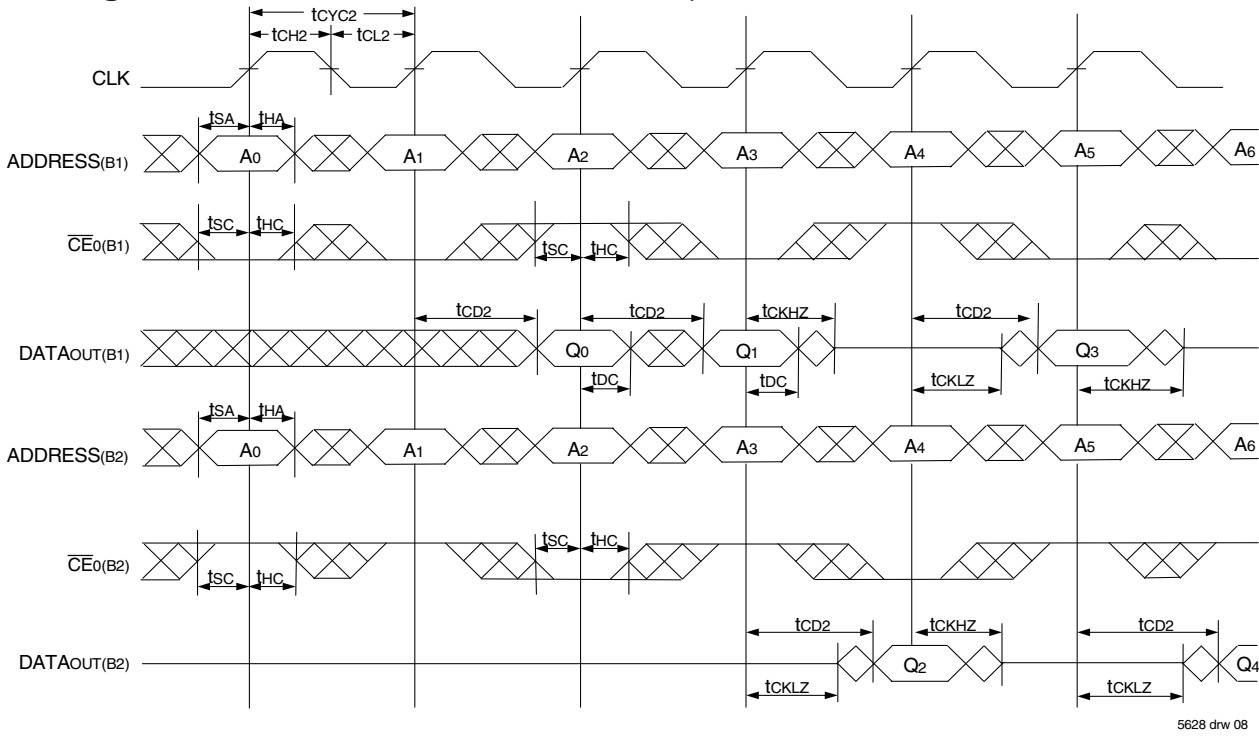 tCYC2
tCH2 tCL2
CLK
tSA tHA
ADDRESS(B1) A0 A1 A2 A3 A4 A5 A6
tSC tHC
CE0(B1) tSC tHC
tCD2 tCD2 tCKHZ tCD2
DATAOUT(B1) Q0 Q1 Q3
tDC tDC tCKLZ tCKHZ
tSA tHA
ADDRESS(B2) A0 A1 A2 A3 A4 A5 A6
tSC tHC
CE0(B2)
tSC tHC
tCD2 tCKHZ tCD2
DATAOUT(B2) Q2 Q4
tCKLZ tCKLZ
5628 drw 08